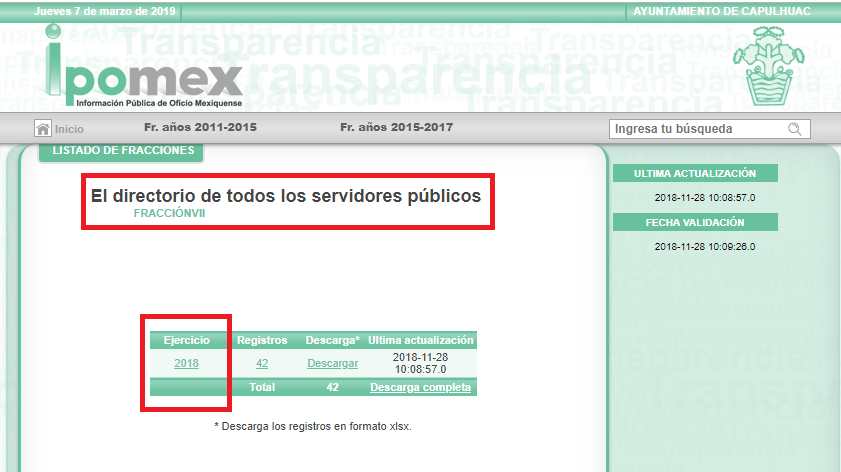 Jueves 7 de marzo de 2019
AYUNTAMIENTO DE CAPULHUAC
Transparencia
Transparencia
Transparencia
Transparencia
Transparencia
ipomex
Información Pública de Oficio Mexiquense
Inicio
Fr. años 2011-2015
Fr. años 2015-2017
Ingresa tu búsqueda
LISTADO DE FRACCIONES
El directorio de todos los servidores públicos
FRACCIÓNVII
ULTIMA ACTUALIZACIÓN
2018-11-28 10:08:57.0
FECHA VALIDACIÓN
2018-11-28 10:09:26.0
Ejercicio Registros Descarga* Ultima actualización
2018 42 Descargar 2018-11-28
10:08:57.0
Total 42 Descarga completa
* Descarga los registros en formato xlsx.